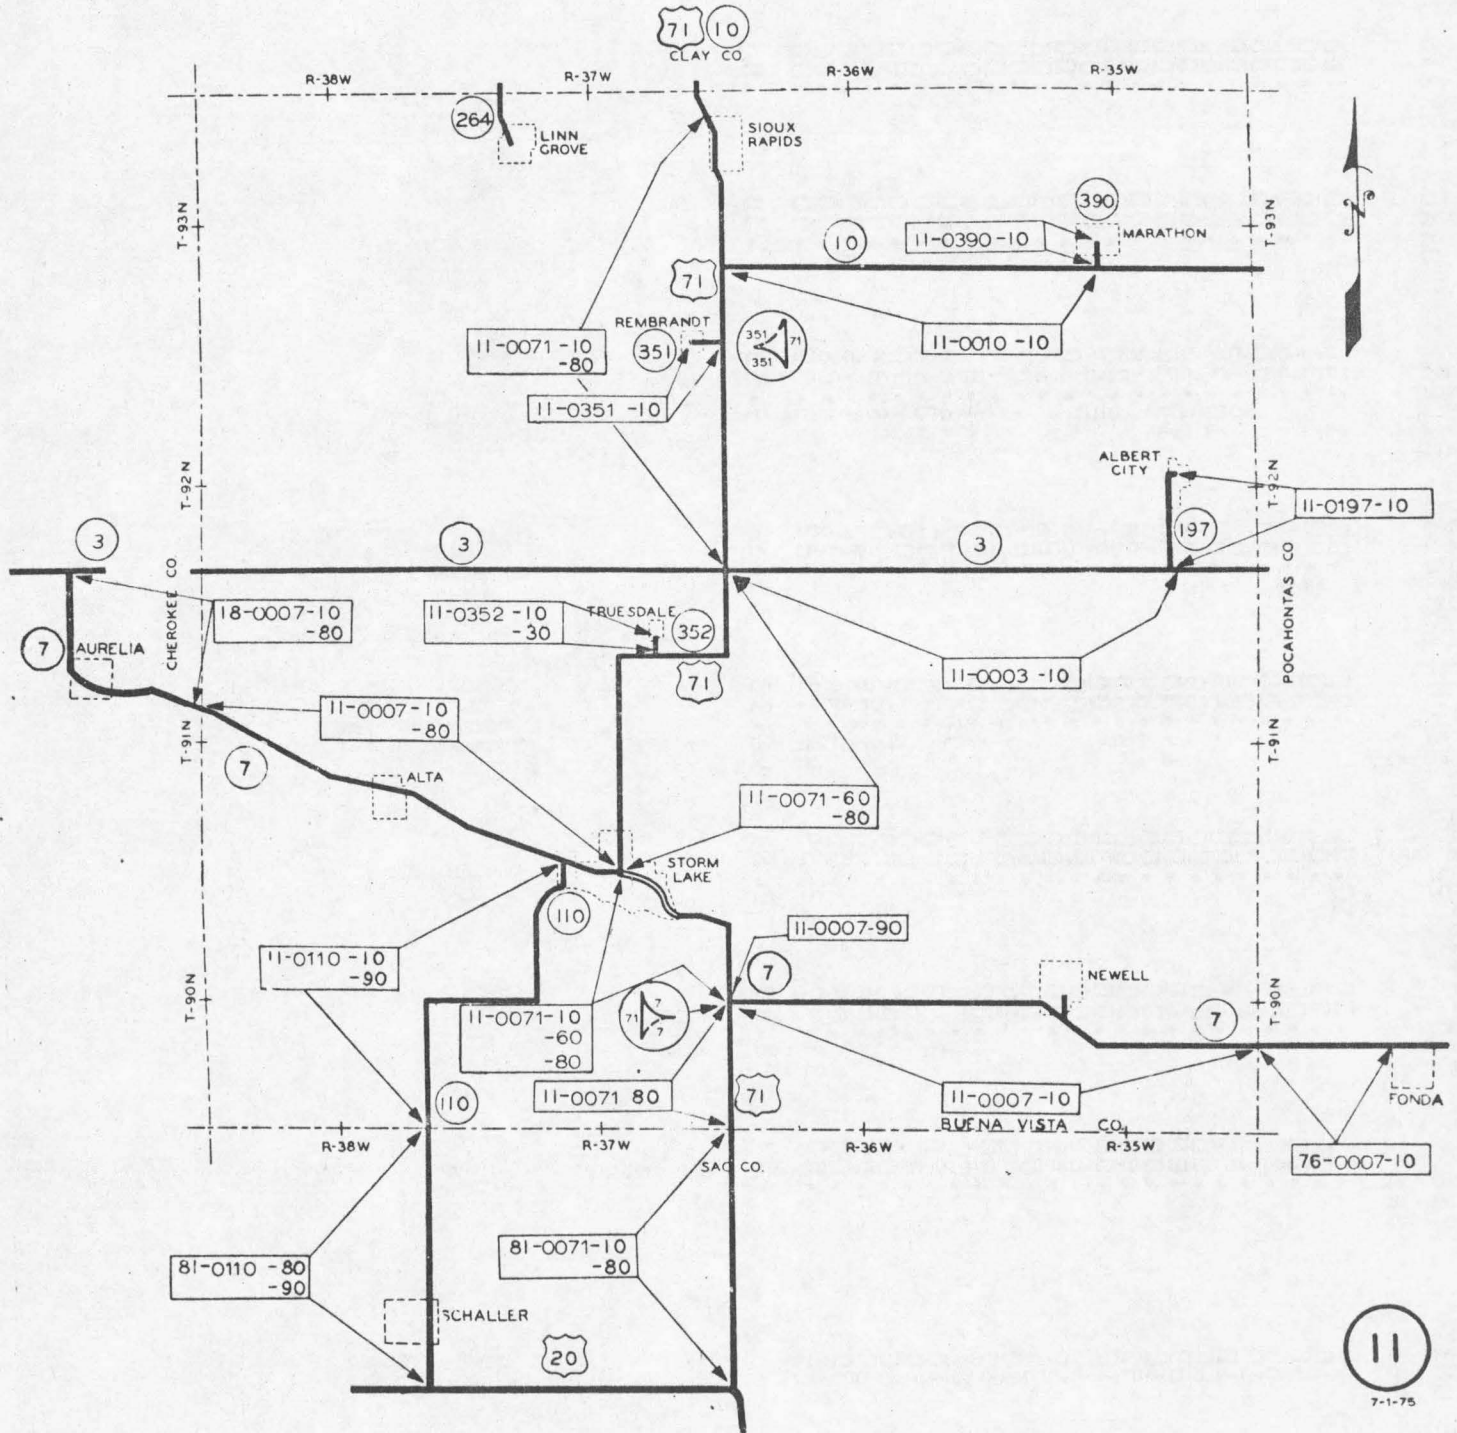 71 10
CLAY CO.
R-38W R-37W R-36W R-35W
264
LINN
GROVE
SIOUX
RAPIDS
T-93N
390
MARATHON
T-93N
10
11-0390-10
71
REMBRANDT
351
351
351
71
11-0010-10
11-0071-10
-80
11-0351-10
ALBERT
CITY
T-92N
T-92N
11-0197-10
197
3
3
3
CHEROKEE CO.
POCAHONTAS CO
18-0007-10
-80
11-0352-10
-30
TRUESDALE
352
7
AURELIA
71
11-0003-10
11-0007-10
-80
T-91N
T-91N
7
ALTA
11-0071-60
-80
STORM
LAKE
110
11-0007-90
11-0110-10
-90
7
NEWELL
T-90N
T-90N
11-0071-10
-60
-80
7
71
7
7
11-0071 80
71
11-0007-10
FONDA
110
BUENA VISTA CO.
R-38W R-37W R-36W R-35W
SAC CO.
76-0007-10
81-0110-80
-90
81-0071-10
-80
SCHALLER
20
11
7-1-75